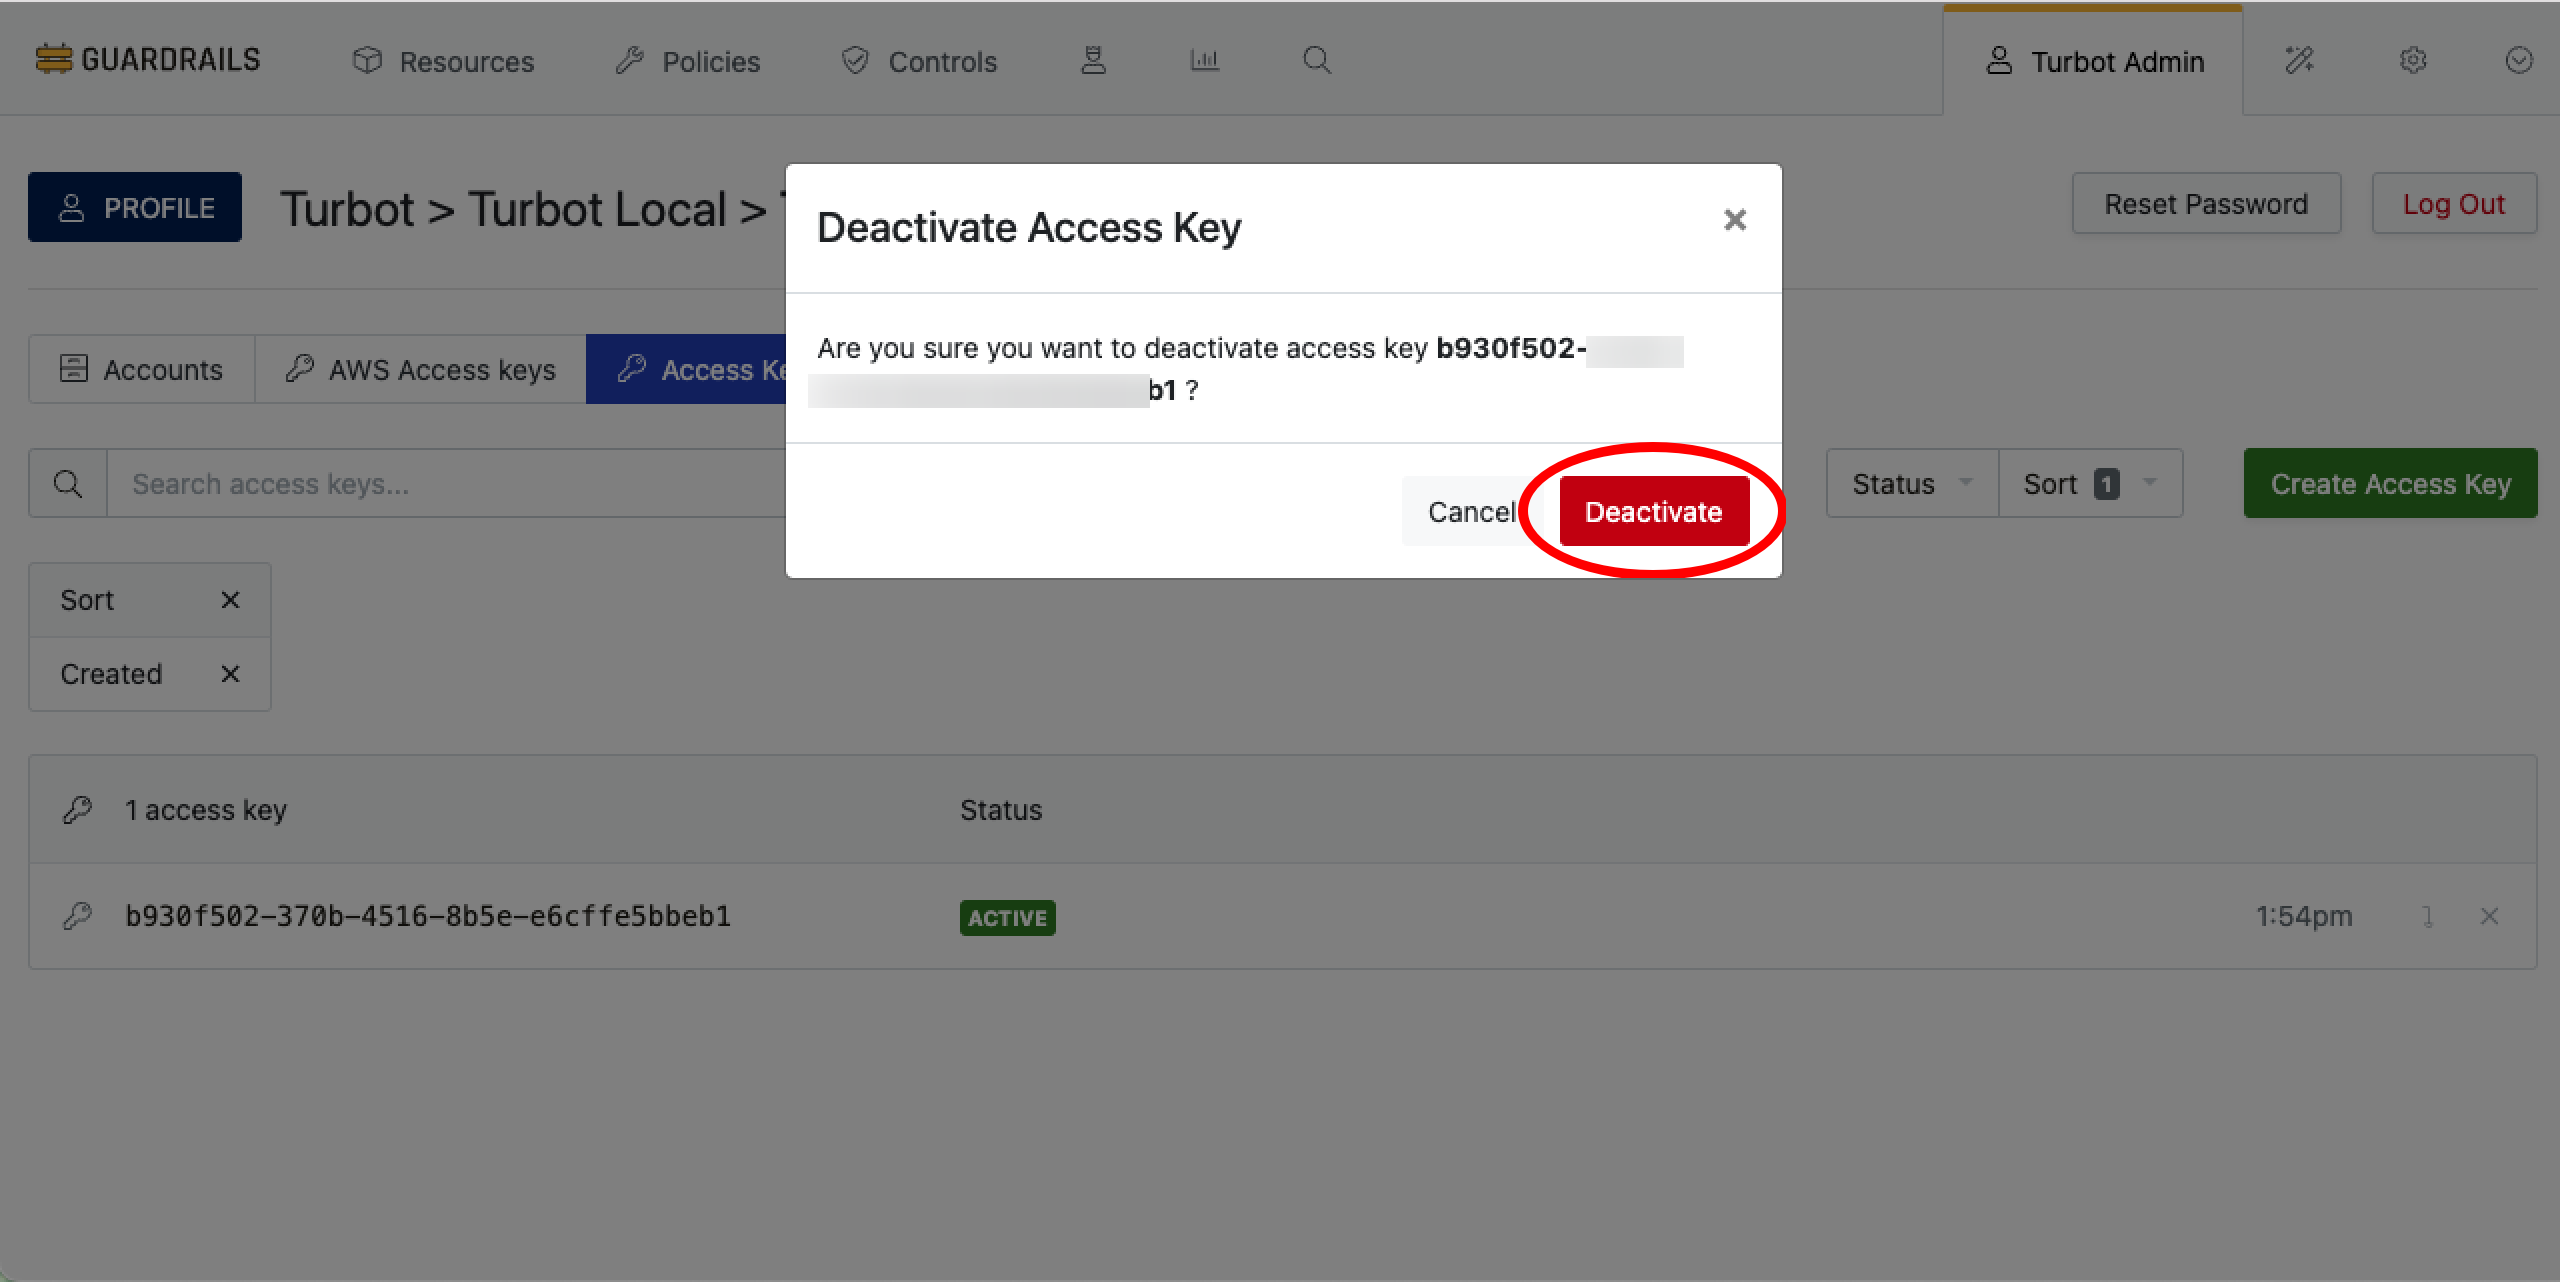 GUARDRAILS Resources Policies Controls Turbot Admin
PROFILE Turbot > Turbot Local > Reset Password Log Out
Deactivate Access Key ×
Are you sure you want to deactivate access key b930f502-
b1 ?
Cancel Deactivate
Accounts AWS Access keys Access Ke
Search access keys... Status Sort 1 Create Access Key
Sort ×
Created ×
1 access key Status
b930f502-370b-4516-8b5e-e6cffe5bbeb1 ACTIVE 1:54pm